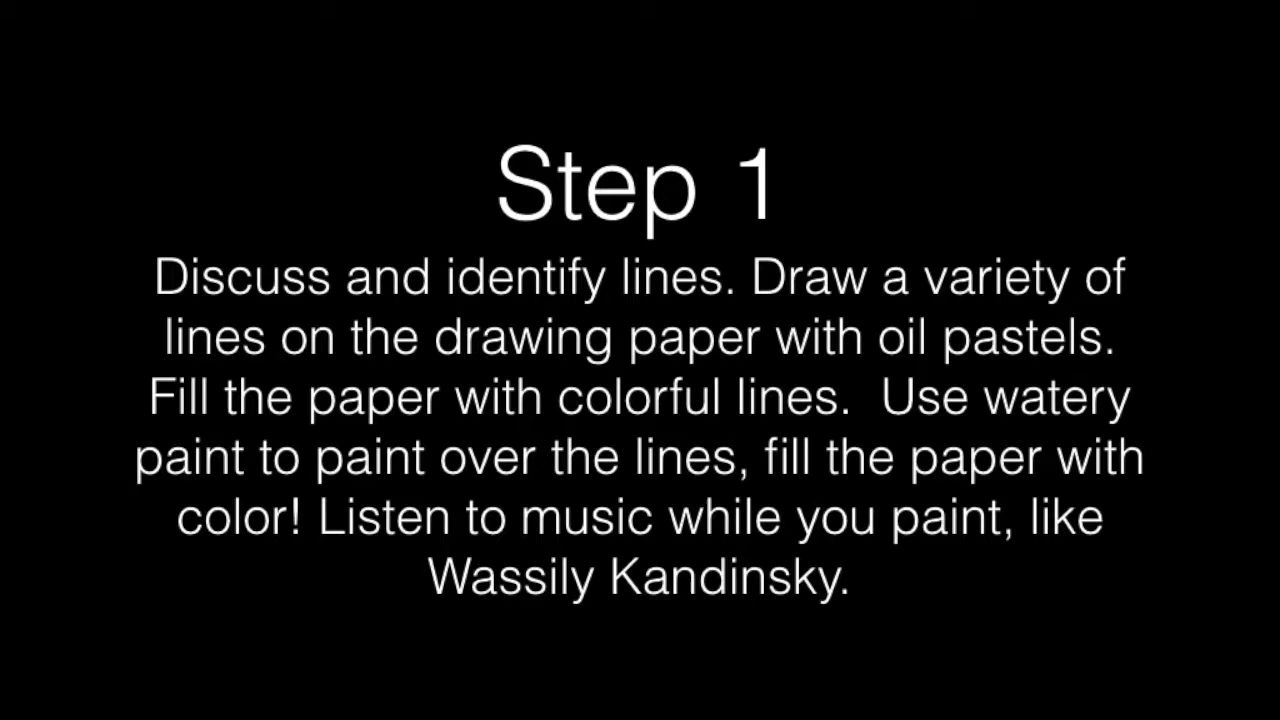 Step 1
Discuss and identify lines. Draw a variety of
lines on the drawing paper with oil pastels.
Fill the paper with colorful lines.  Use watery
paint to paint over the lines, fill the paper with
color! Listen to music while you paint, like
Wassily Kandinsky.